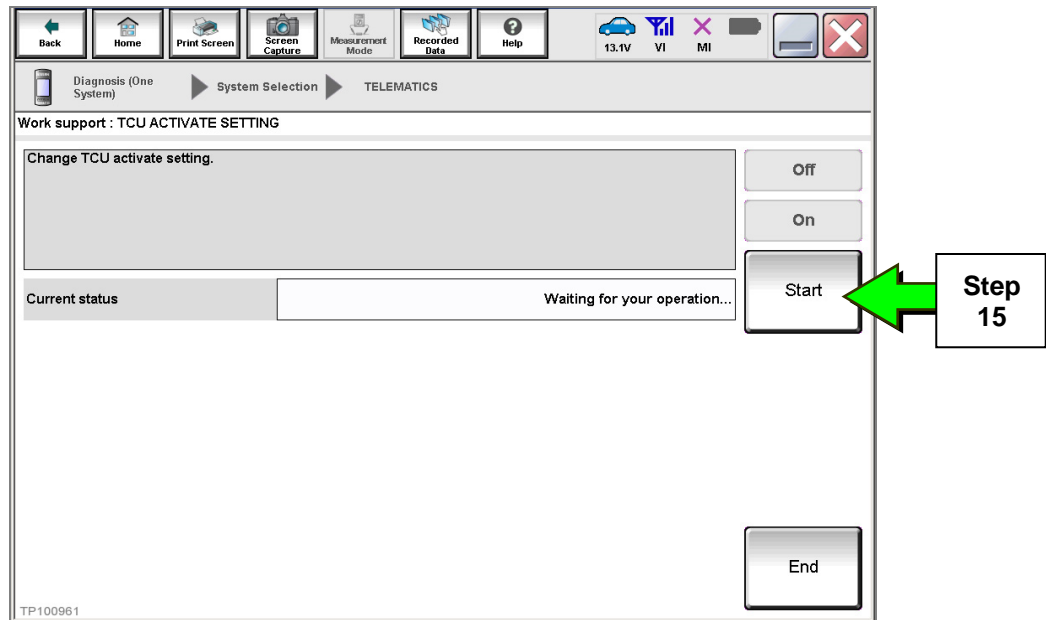 Back
Home
Print Screen
Screen
Capture
Measurement
Mode
Recorded
Data
Help
13.1V
VI
MI
Diagnosis (One
System)
System Selection
TELEMATICS
Work support : TCU ACTIVATE SETTING
Change TCU activate setting.
Off
On
Current status
Waiting for your operation...
Start
Step
15
End
TP100961